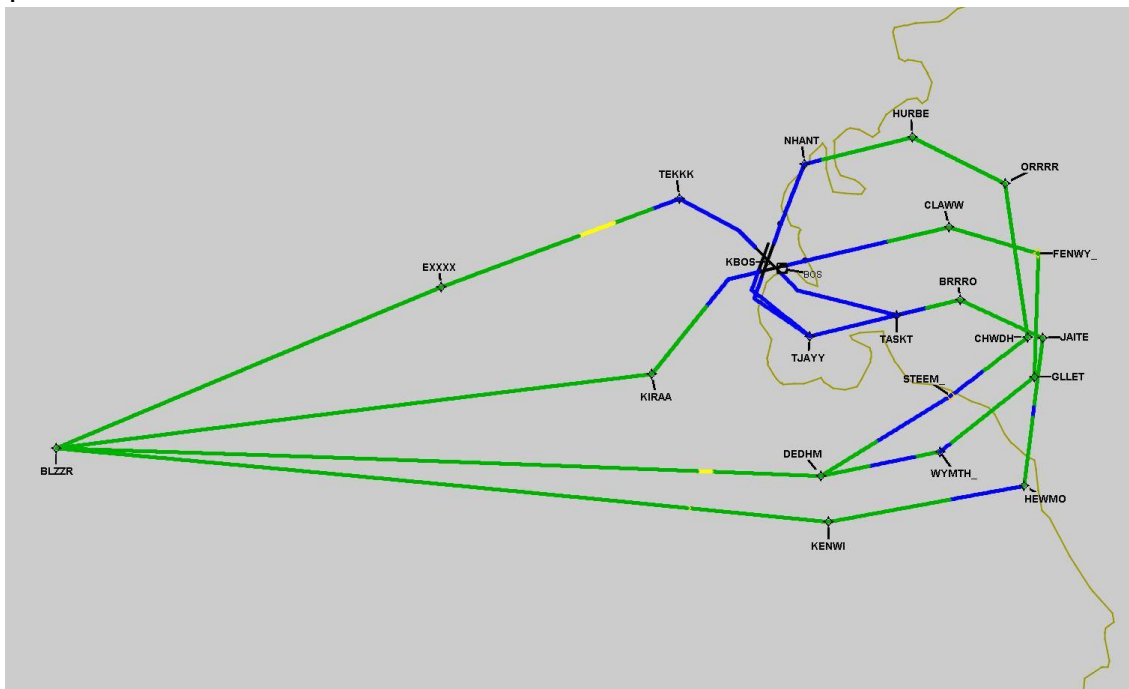 HURBE
NHANT
ORRRR
TEKKK
CLAWW
FENWY_
KBOS
BOS
EXXXX
BRRRO
CHWDH
JAITE
TASKT
TJAYY
STEEM_
GLLET
KIRAA
DEDHM
BLZZR
WYMTH_
HEWMO
KENWI